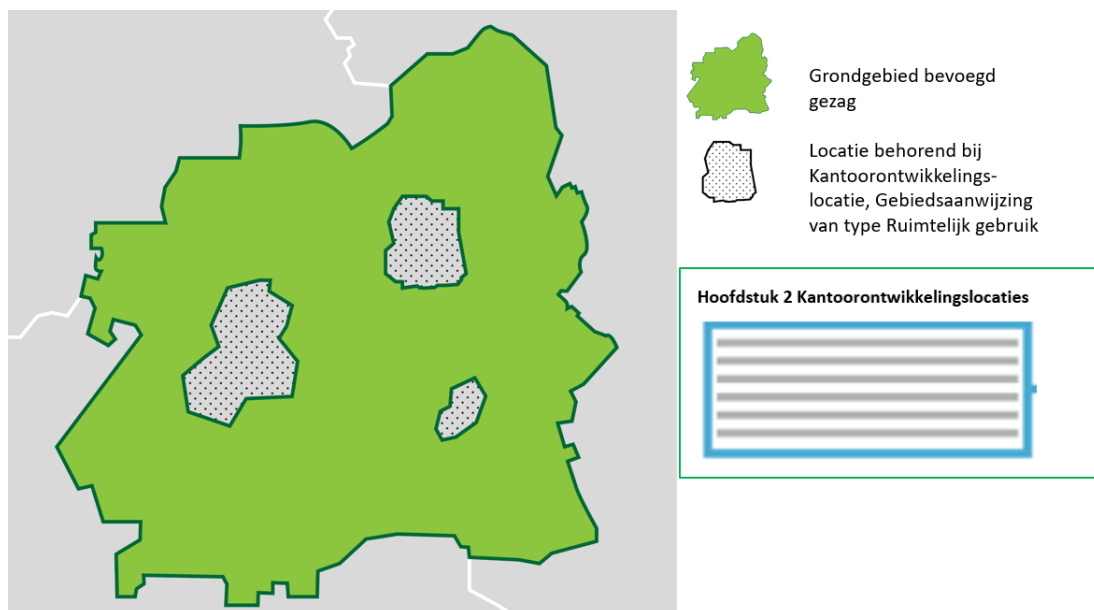 Grondgebied bevoegd
gezag
Locatie behorend bij
Kantoorontwikkelings-
locatie, Gebiedsaanwijzing
van type Ruimtelijk gebruik
Hoofdstuk 2 Kantoorontwikkelingslocaties